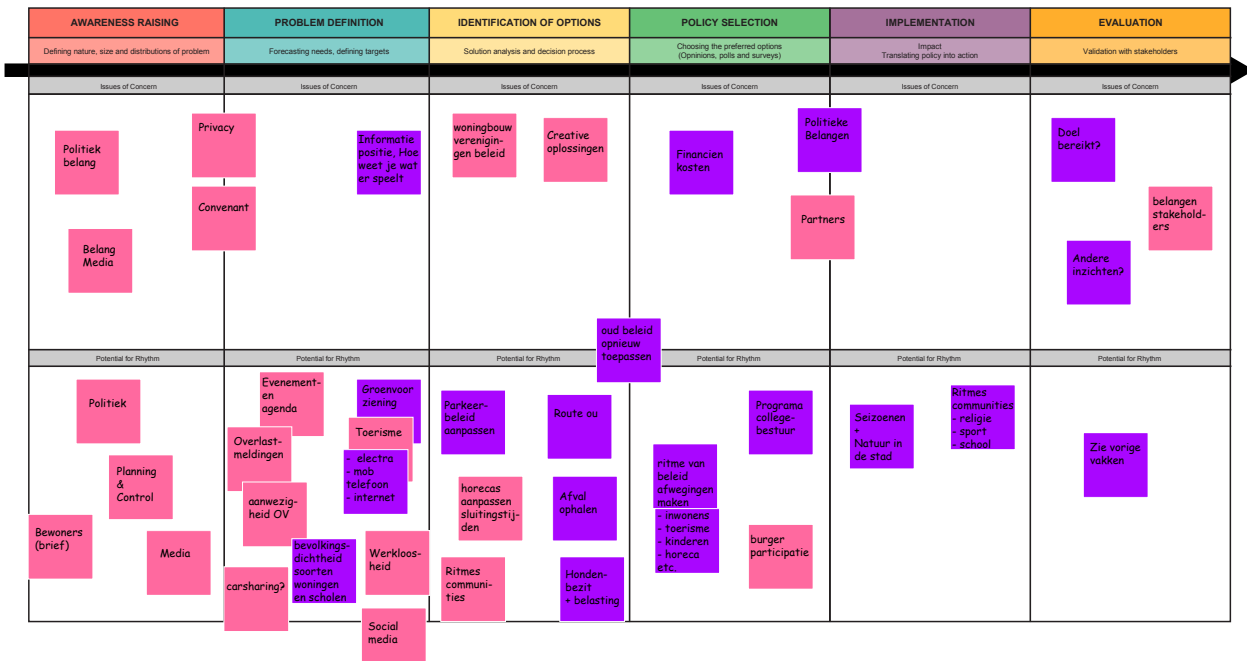 AWARENESS RAISING
PROBLEM DEFINITION
IDENTIFICATION OF OPTIONS
POLICY SELECTION
IMPLEMENTATION
EVALUATION
Defining nature, size and distributions of problem
Forecasting needs, defining targets
Solution analysis and decision process
Choosing the preferred options
(Opninions, polls and surveys)
Impact
Translating policy into action
Validation with stakeholders
Issues of Concern
Issues of Concern
Issues of Concern
Issues of Concern
Issues of Concern
Issues of Concern
Politiek
belang
Belang
Media
Privacy
Convenant
Informatie
positie, Hoe
weet je wat
er speelt
woningbouw
verenigin-
gen beleid
Creative
oplossingen
Financien
kosten
Politieke
Belangen
Partners
Doel
bereikt?
belangen
stakehold-
ers
Andere
inzichten?
oud beleid
opnieuw
toepassen
Potential for Rhythm
Potential for Rhythm
Potential for Rhythm
Potential for Rhythm
Potential for Rhythm
Potential for Rhythm
Politiek
Planning
&
Control
Bewoners
(brief)
Media
Evenement-
en
agenda
Groenvoor
ziening
Overlast-
meldingen
Toerisme
- electra
- mob
telefoon
- internet
aanwezig-
heid OV
bevolkings-
dichtheid
soorten
woningen
en scholen
Werkloos-
heid
carsharing?
Social
media
Parkeer-
beleid
aanpassen
Route ou
horecas
aanpassen
sluitingstij-
den
Afval
ophalen
Ritmes
communi-
ties
Honden-
bezit
+ belasting
Programa
college-
bestuur
ritme van
beleid
afwegingen
maken
- inwonens
- toerisme
- kinderen
- horeca
etc.
burger
participatie
Seizoenen
+
Natuur in
de stad
Ritmes
communities
- religie
- sport
- school
Zie vorige
vakken